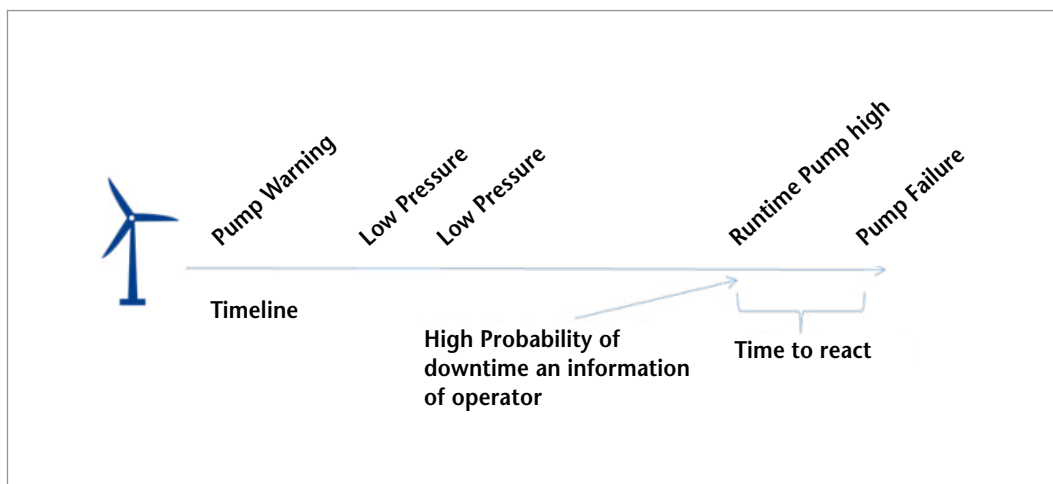 Pump Warning
Low Pressure
Low Pressure
Runtime Pump high
Pump Failure
Timeline
High Probability of
downtime an information
of operator
Time to react